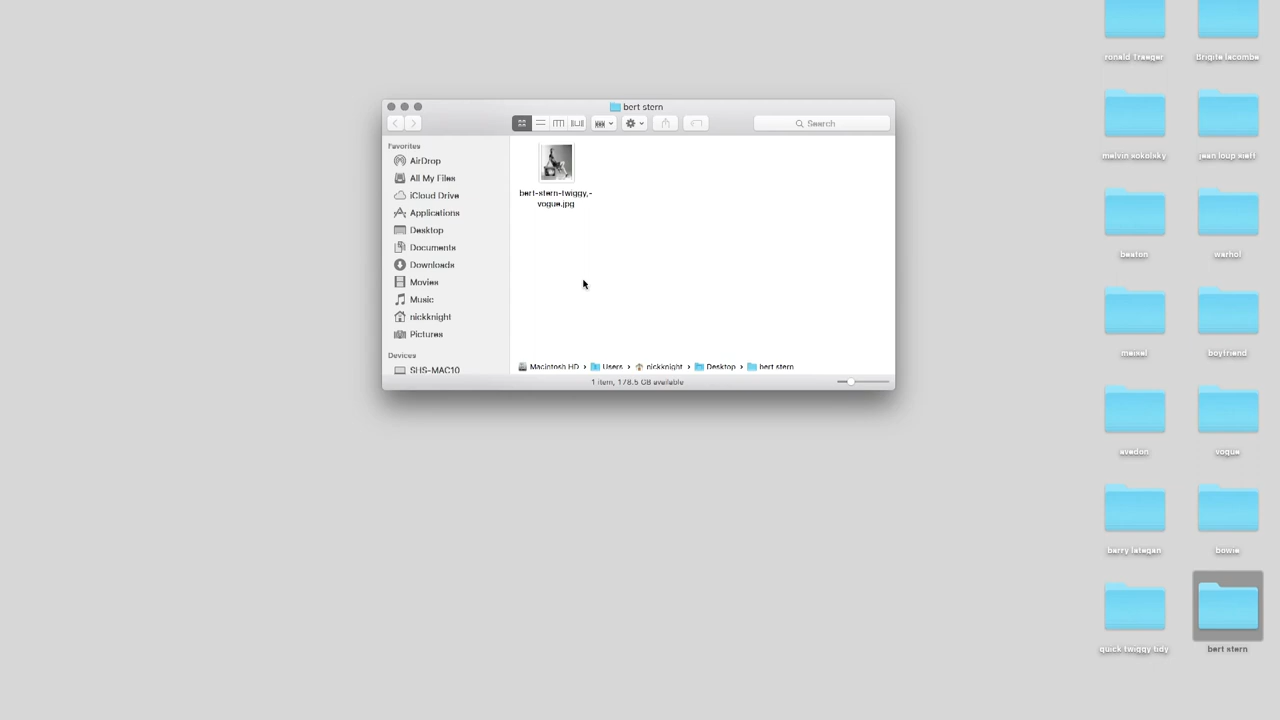 ronald traeger
Brigite lacombe
bert stern
Search
Favorites
AirDrop
All My Files
iCloud Drive
Applications
Desktop
Documents
Downloads
Movies
Music
nickknight
Pictures
Devices
SHS-MAC10
bert-stern-twiggy,-
vogue.jpg
Macintosh HD › Users › nickknight › Desktop › bert stern
1 item, 178.5 GB available
melvin sokolsky
jean loup sieff
beaton
warhol
meisel
boyfriend
avedon
vogue
barry lategan
bowie
quick twiggy tidy
bert stern